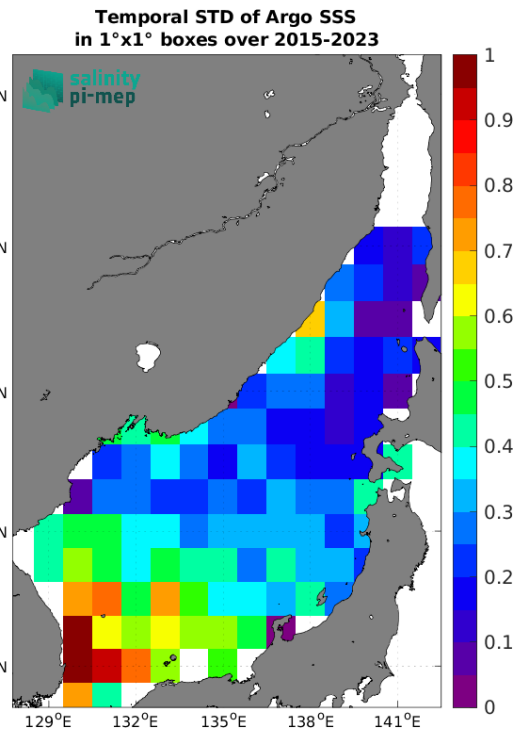 Temporal STD of Argo SSS
in 1°x1° boxes over 2015-2023
salinity
pi-mep
N
N
N
N
N
1
0.9
0.8
0.7
0.6
0.5
0.4
0.3
0.2
0.1
0
129°E 132°E 135°E 138°E 141°E